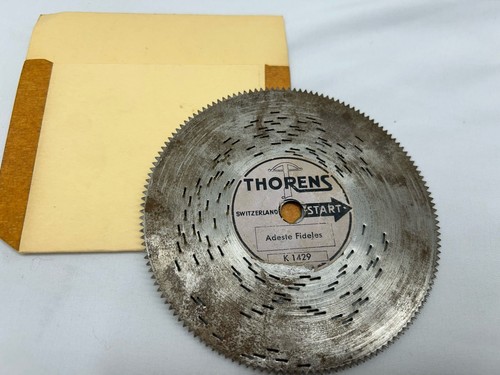 THORENS
SWITZERLAND START
Adeste Fideles
K 1429